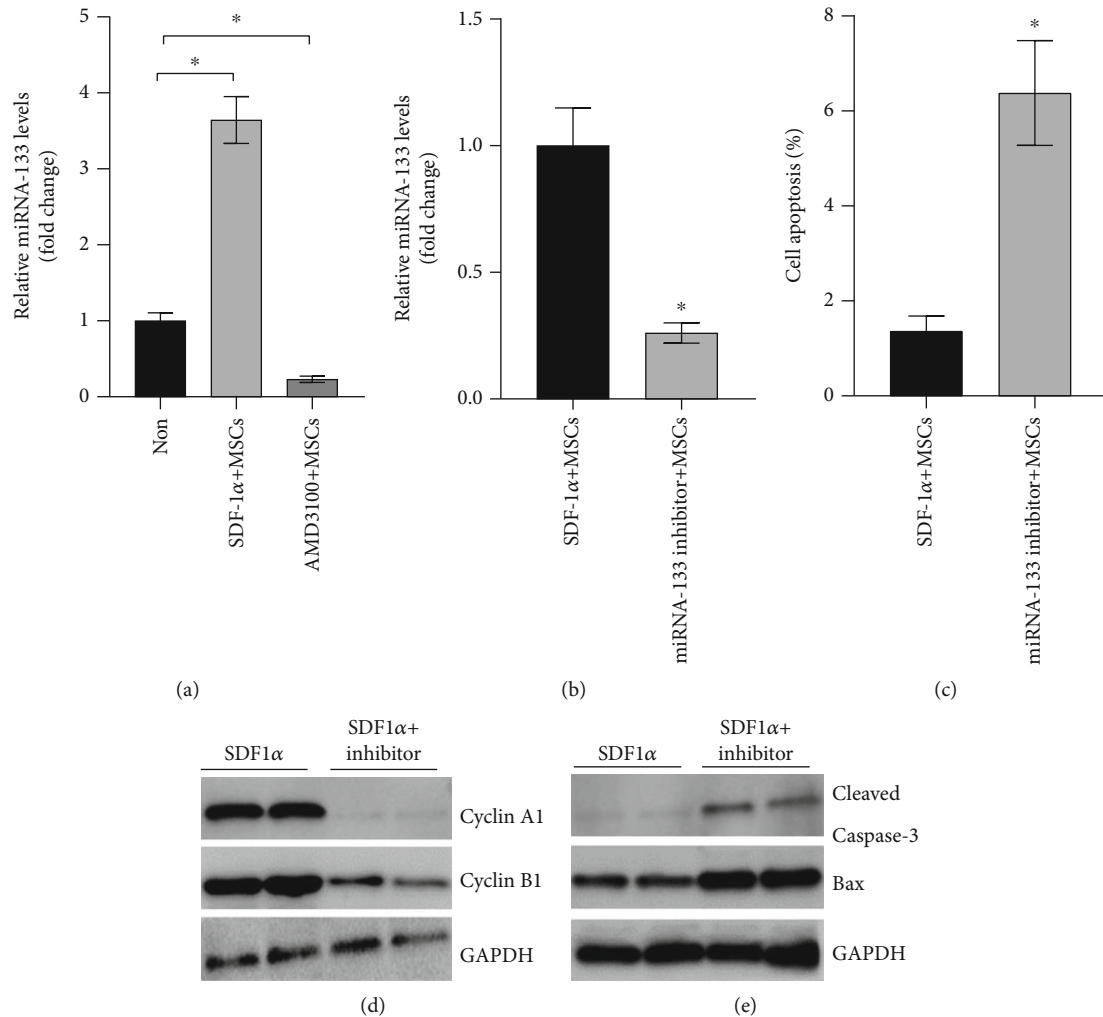 Relative miRNA-133 levels
(fold change)
5
4
3
2
1
0
*
*
Non
SDF-1α+MSCs
AMD3100+MSCs
(a)
Relative miRNA-133 levels
(fold change)
1.5
1.0
0.5
0.0
*
SDF-1α+MSCs
miRNA-133 inhibitor+MSCs
(b)
Cell apoptosis (%)
8
6
4
2
0
*
SDF-1α+MSCs
miRNA-133 inhibitor+MSCs
(c)
SDF1α
SDF1α+
inhibitor
Cyclin A1
Cyclin B1
GAPDH
(d)
SDF1α
SDF1α+
inhibitor
Cleaved
Caspase-3
Bax
GAPDH
(e)